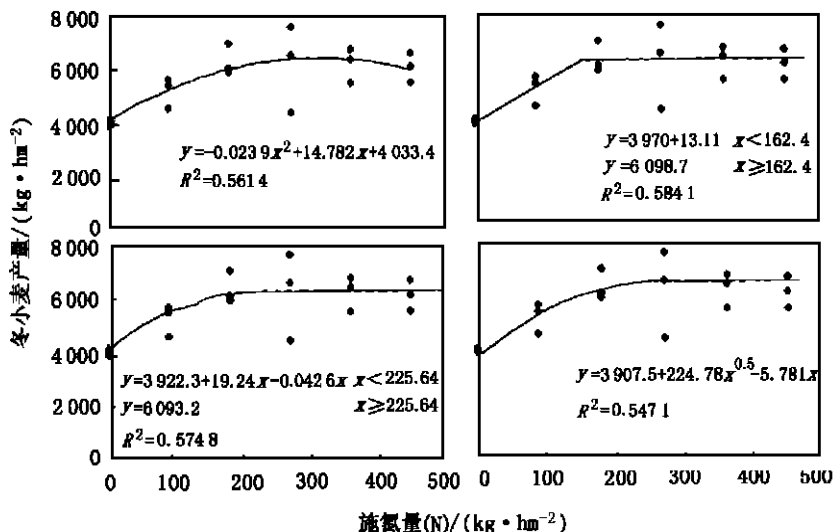 8 000
6 000
4 000
2 000
0
y=-0.023 9x²+14.782x+4 033.4
R²=0.561 4
y=3 970+13.11 x<162.4
y=6 098.7 x≥162.4
R²=0.584 1
冬小麦产量/(kg·hm⁻²)
8 000
6 000
4 000
2 000
0
y=3 922.3+19.24x-0.042 6x x<225.64
y=6 093.2 x≥225.64
R²=0.574 8
y=3 907.5+224.78x^0.5-5.781x
R²=0.547 1
0 100 200 300 400 500
0 100 200 300 400 500
施氮量(N)/(kg·hm⁻²)